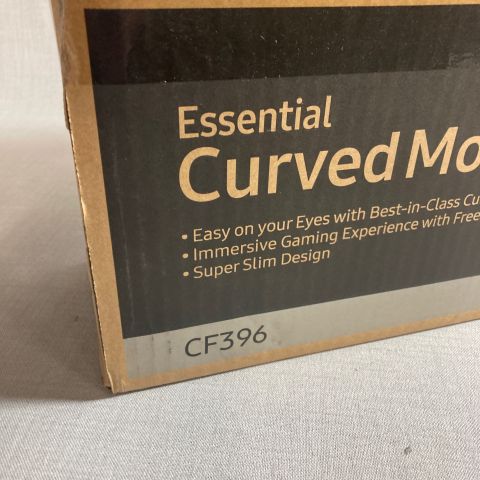 Essential
Curved Mo
• Easy on your Eyes with Best-in-Class Cu
• Immersive Gaming Experience with Free
• Super Slim Design
CF396